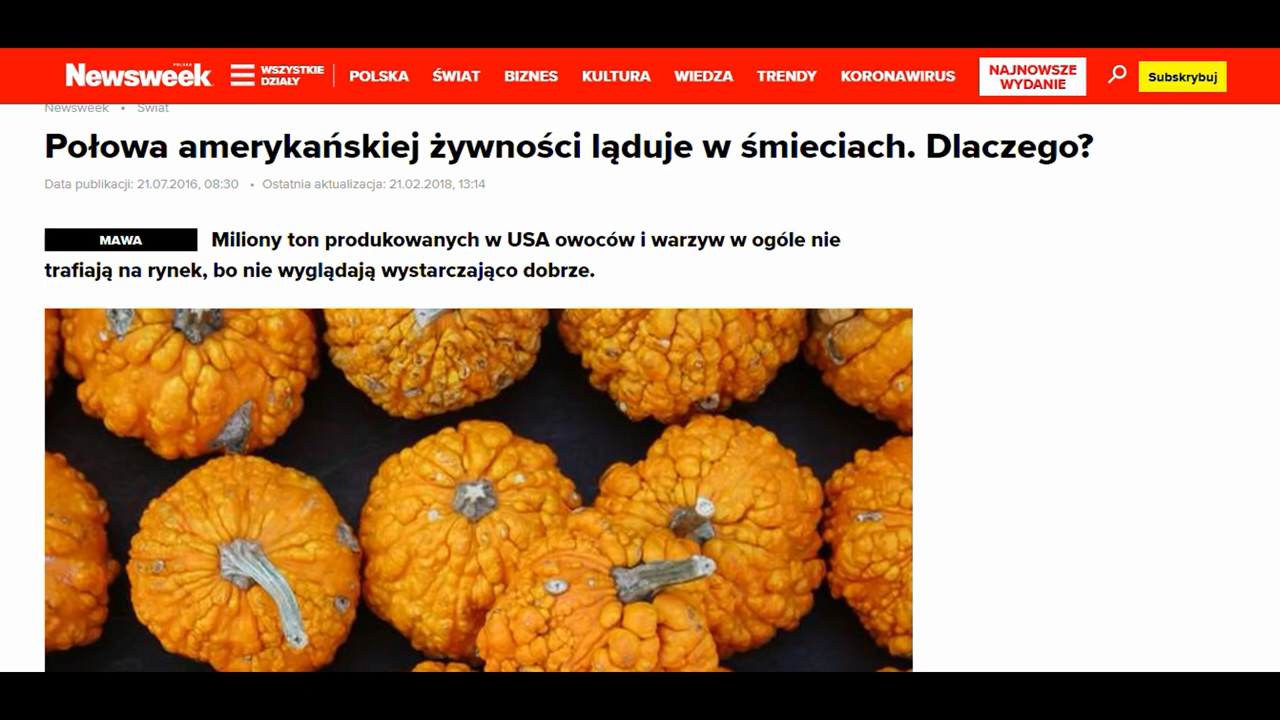 POLSKA
Newsweek
WSZYSTKIE
DZIAŁY
POLSKA ŚWIAT BIZNES KULTURA WIEDZA TRENDY KORONAWIRUS
NAJNOWSZE
WYDANIE
Subskrybuj
Newsweek • Świat
Połowa amerykańskiej żywności ląduje w śmieciach. Dlaczego?
Data publikacji: 21.07.2016, 08:30 • Ostatnia aktualizacja: 21.02.2018, 13:14
MAWA Miliony ton produkowanych w USA owoców i warzyw w ogóle nie
trafiają na rynek, bo nie wyglądają wystarczająco dobrze.